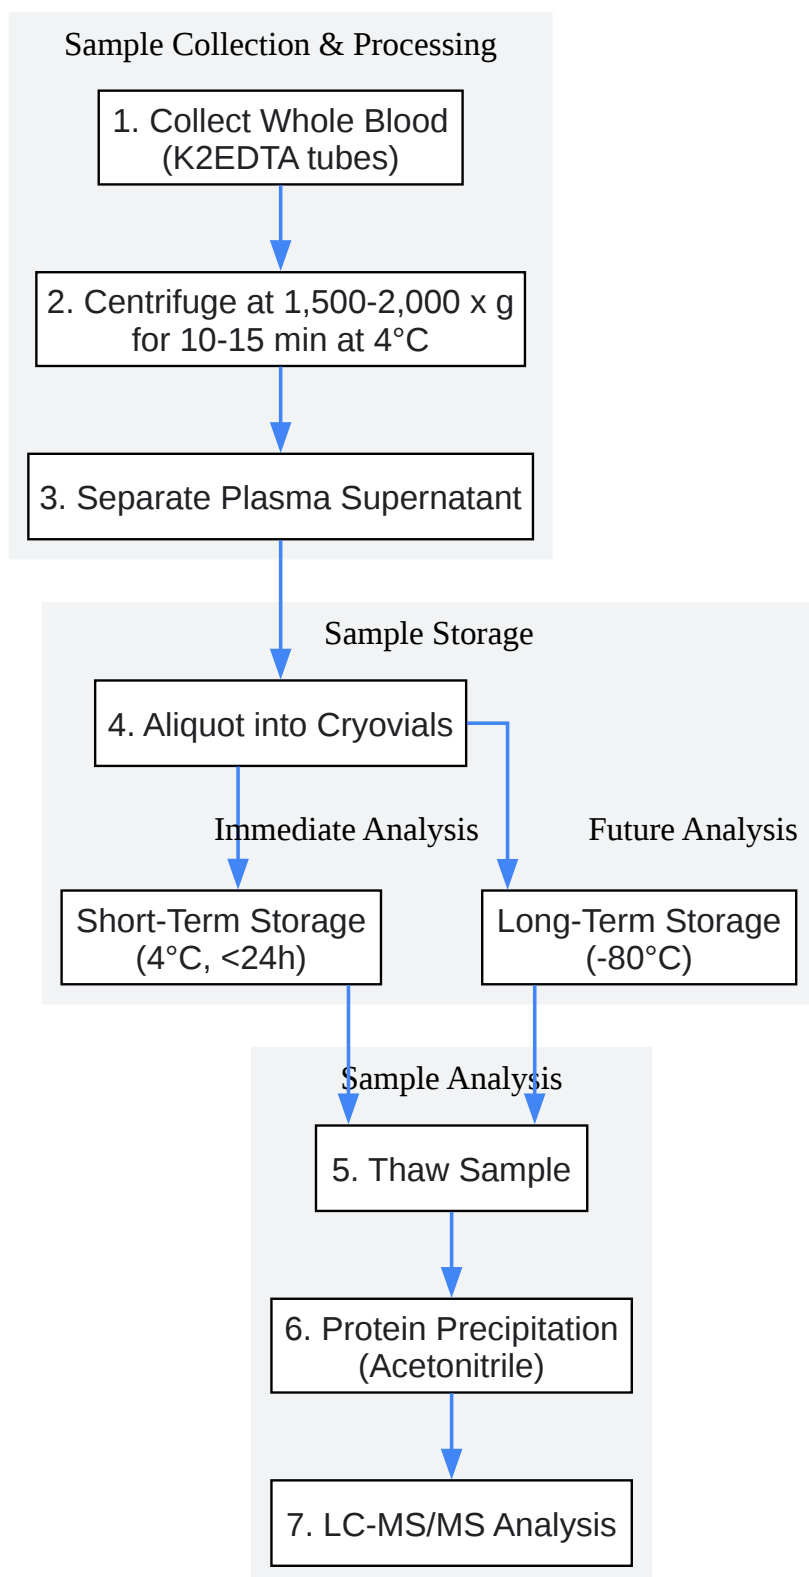 Sample Collection & Processing
1. Collect Whole Blood
(K2EDTA tubes)
2. Centrifuge at 1,500-2,000 x g
for 10-15 min at 4°C
3. Separate Plasma Supernatant
Sample Storage
4. Aliquot into Cryovials
Immediate Analysis
Future Analysis
Short-Term Storage
(4°C, <24h)
Long-Term Storage
(-80°C)
Sample Analysis
5. Thaw Sample
6. Protein Precipitation
(Acetonitrile)
7. LC-MS/MS Analysis